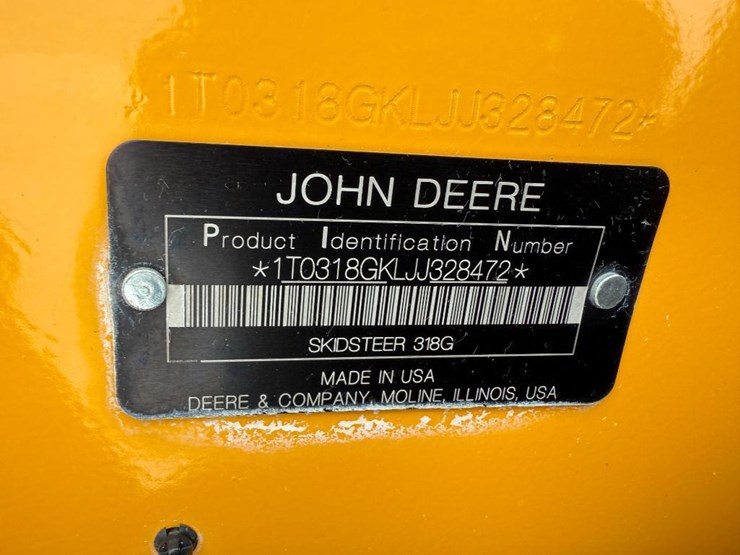 1T0318GKLJJ328472*
JOHN DEERE
Product Identification Number
*1T0318GKLJJ328472*
SKIDSTEER 318G
MADE IN USA
DEERE & COMPANY, MOLINE, ILLINOIS, USA